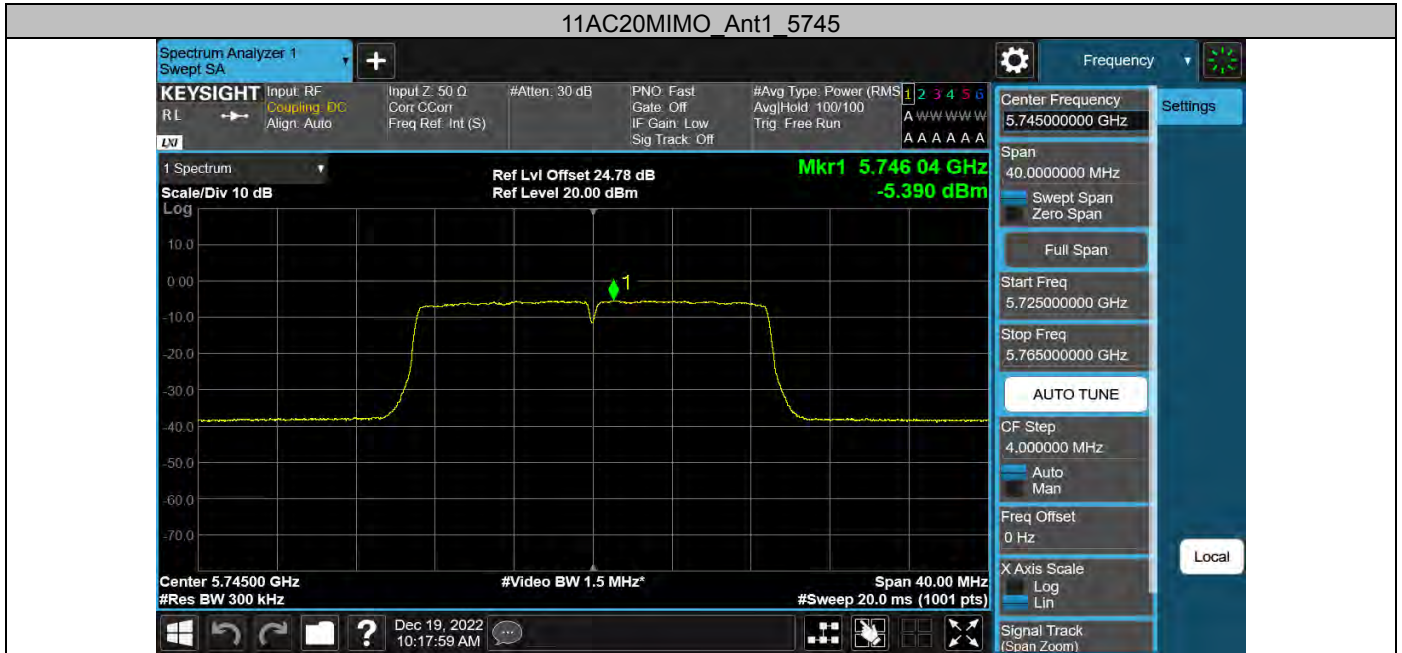 11AC20MIMO_Ant1_5745
Spectrum Analyzer 1
Swept SA
+
Frequency
KEYSIGHT
RL
LXI
Input: RF
Coupling: DC
Align: Auto
Input Z: 50 Ω
Corr CCorr
Freq Ref: Int (S)
#Atten: 30 dB
PNO: Fast
Gate: Off
IF Gain: Low
Sig Track: Off
#Avg Type: Power (RMS
Avg|Hold: 100/100
Trig: Free Run
1 2 3 4 5 6
A W W W W W
A A A A A A
Center Frequency
5.745000000 GHz
Settings
1 Spectrum
Scale/Div 10 dB
Log
Ref Lvl Offset 24.78 dB
Ref Level 20.00 dBm
Mkr1 5.746 04 GHz
-5.390 dBm
Span
40.0000000 MHz
Swept Span
Zero Span
Full Span
Start Freq
5.725000000 GHz
Stop Freq
5.765000000 GHz
AUTO TUNE
CF Step
4.000000 MHz
Auto
Man
Freq Offset
0 Hz
X Axis Scale
Log
Lin
Signal Track
(Span Zoom)
Local
10.0
0.00
-10.0
-20.0
-30.0
-40.0
-50.0
-60.0
-70.0
1
Center 5.74500 GHz
#Res BW 300 kHz
#Video BW 1.5 MHz*
Span 40.00 MHz
#Sweep 20.0 ms (1001 pts)
?
Dec 19, 2022
10:17:59 AM